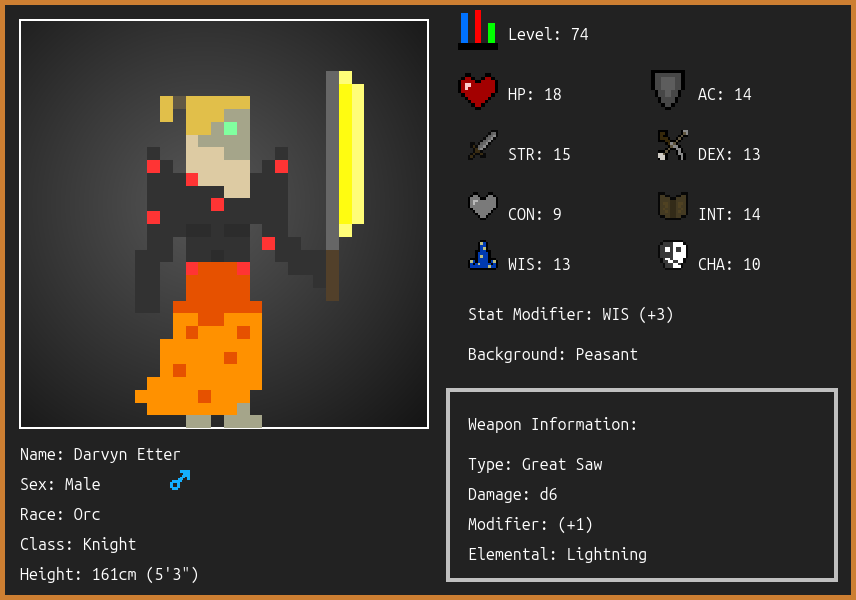 Level: 74
HP: 18
AC: 14
STR: 15
DEX: 13
CON: 9
INT: 14
WIS: 13
CHA: 10
Stat Modifier: WIS (+3)
Background: Peasant
Weapon Information:
Type: Great Saw
Damage: d6
Modifier: (+1)
Elemental: Lightning
Name: Darvyn Etter
Sex: Male
Race: Orc
Class: Knight
Height: 161cm (5'3")